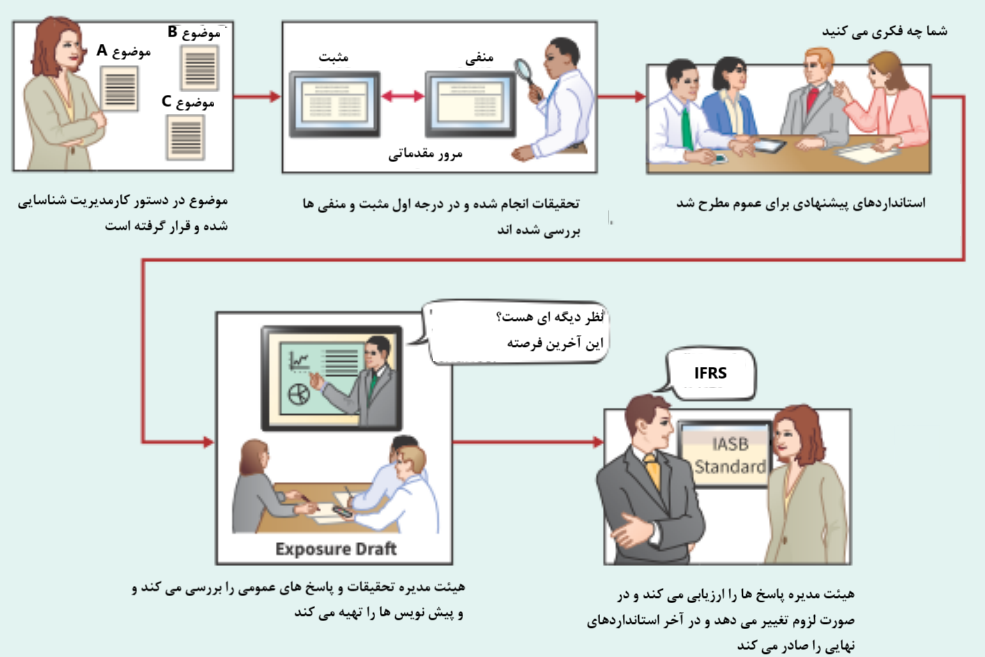 موضوع A
موضوع B
موضوع C
موضوع در دستور کارمدیریت شناسایی
شده و قرار گرفته است
مثبت
منفی
مرور مقدماتی
تحقیقات انجام شده و در درجه اول مثبت و منفی ها
بررسی شده اند
شما چه فکری می کنید
استانداردهای پیشنهادی برای عموم مطرح شد
نظر دیگه ای هست؟
این آخرین فرصته
Exposure Draft
هیئت مدیره تحقیقات و پاسخ های عمومی را بررسی می کند و
و پیش نویس ها را تهیه می کند
IFRS
IASB
Standard
هیئت مدیره پاسخ ها را ارزیابی می کند و در
صورت لزوم تغییر می دهد و در آخر استانداردهای
نهایی را صادر می کند